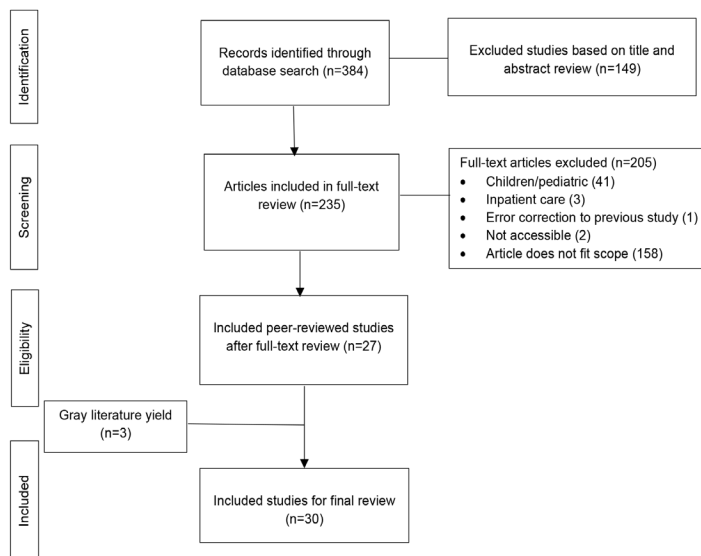 Identification
Records identified through
database search (n=384)
Excluded studies based on title and
abstract review (n=149)
Screening
Articles included in full-text
review (n=235)
Full-text articles excluded (n=205)
• Children/pediatric (41)
• Inpatient care (3)
• Error correction to previous study (1)
• Not accessible (2)
• Article does not fit scope (158)
Eligibility
Included peer-reviewed studies
after full-text review (n=27)
Gray literature yield
(n=3)
Included
Included studies for final review
(n=30)